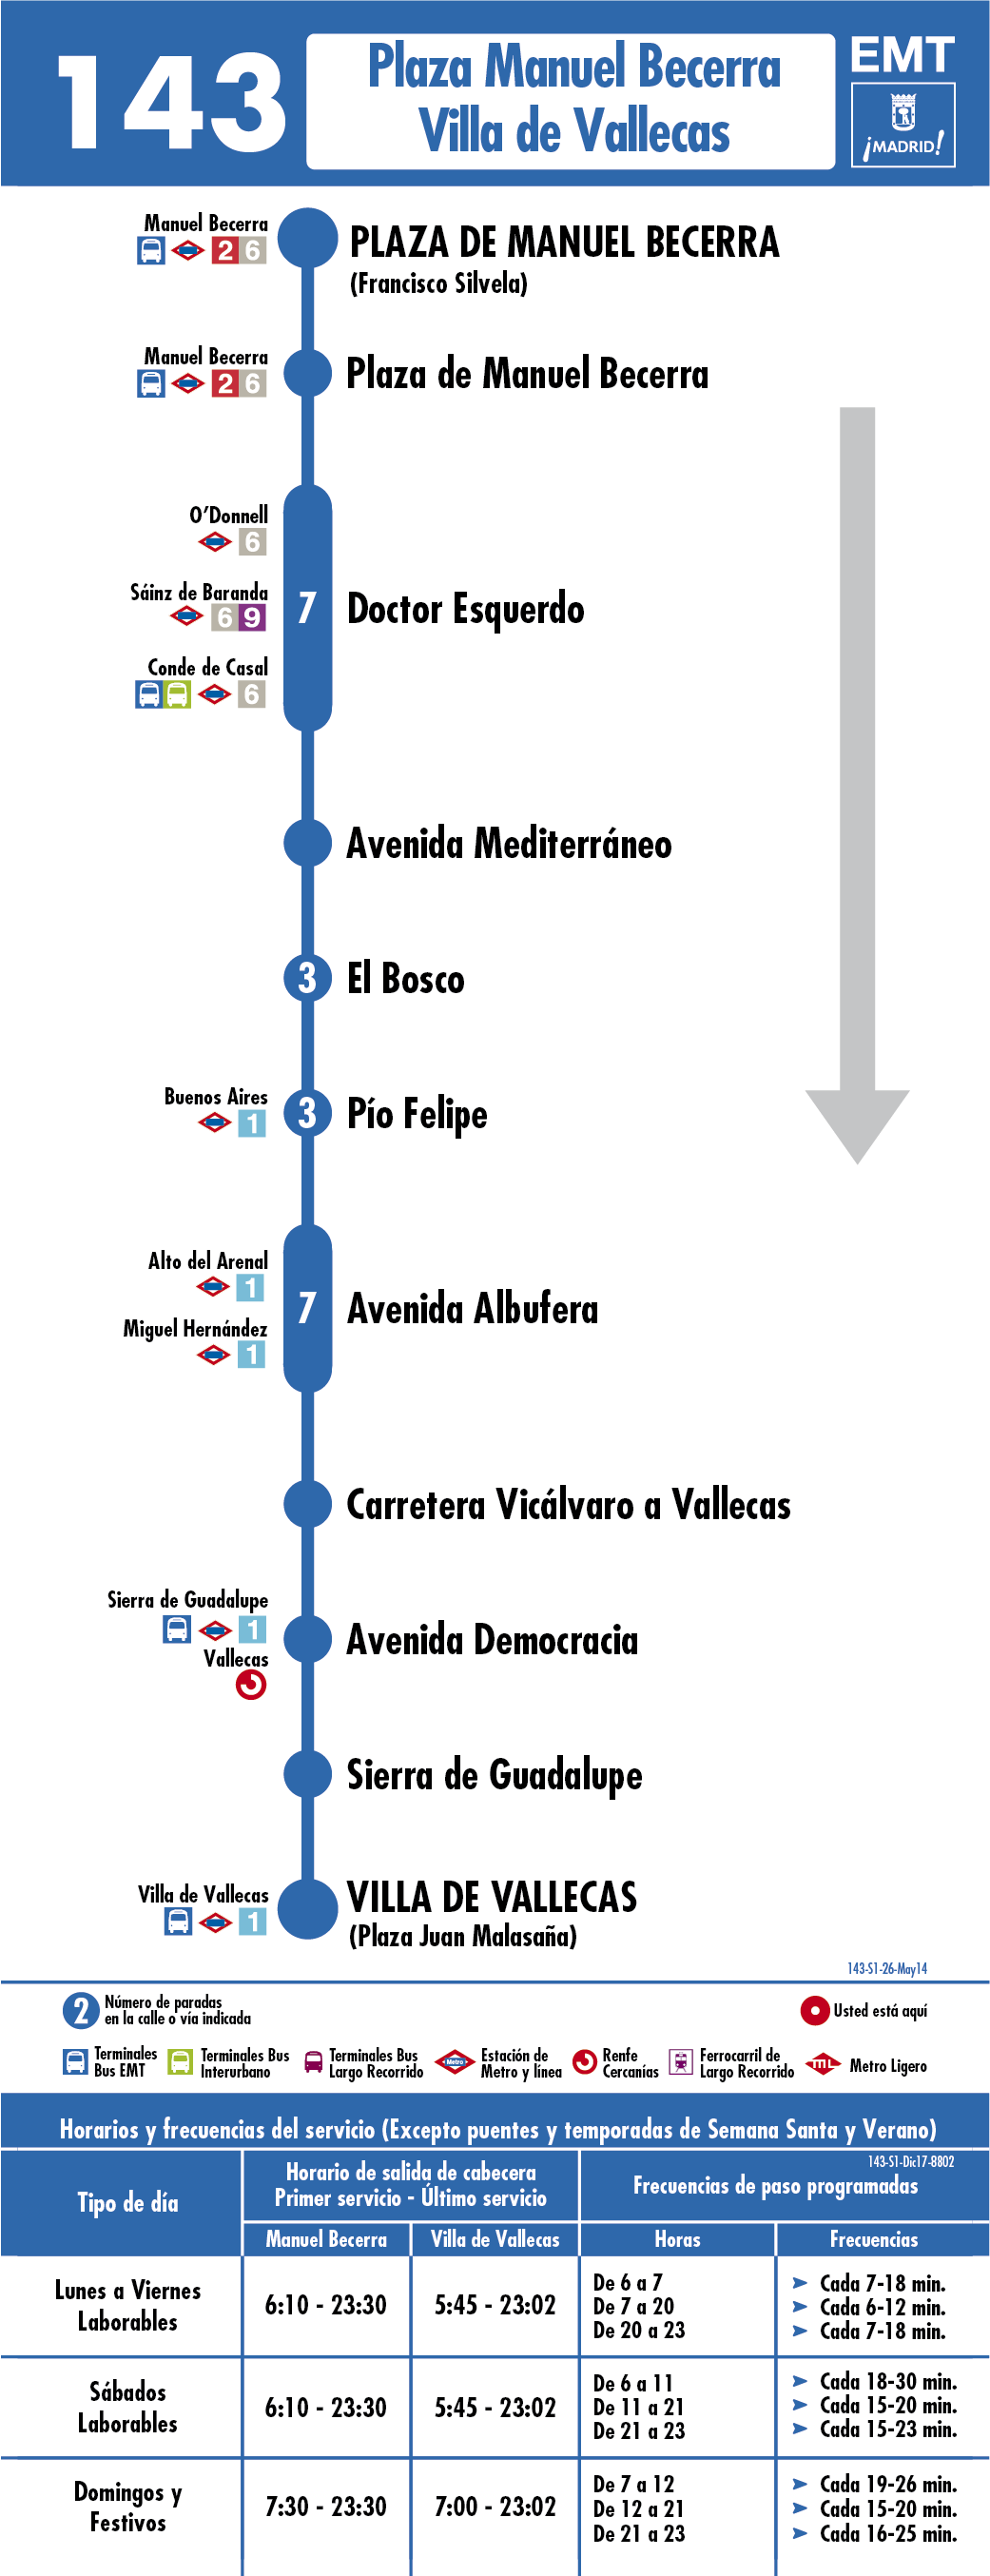 143
Plaza Manuel Becerra
Villa de Vallecas
EMT
¡MADRID!
Manuel Becerra
2 6
PLAZA DE MANUEL BECERRA
(Francisco Silvela)
Manuel Becerra
2 6
Plaza de Manuel Becerra
O'Donnell
6
Sáinz de Baranda
6 9
Conde de Casal
6
7
Doctor Esquerdo
Avenida Mediterráneo
3
El Bosco
Buenos Aires
1
3
Pío Felipe
Alto del Arenal
1
Miguel Hernández
1
7
Avenida Albufera
Carretera Vicálvaro a Vallecas
Sierra de Guadalupe
1
Vallecas
Avenida Democracia
Sierra de Guadalupe
Villa de Vallecas
1
VILLA DE VALLECAS
(Plaza Juan Malasaña)
143-S1-26-May14
2
Número de paradas
en la calle o vía indicada
Usted está aquí
Terminales
Bus EMT
Terminales Bus
Interurbano
Terminales Bus
Largo Recorrido
Metro
Estación de
Metro y línea
Renfe
Cercanías
Ferrocarril de
Largo Recorrido
ML
Metro Ligero
Horarios y frecuencias del servicio (Excepto puentes y temporadas de Semana Santa y Verano)
143-S1-Dic17-8802
Tipo de día
Horario de salida de cabecera
Primer servicio - Último servicio
Frecuencias de paso programadas
Manuel Becerra
Villa de Vallecas
Horas
Frecuencias
Lunes a Viernes
Laborables
6:10 - 23:30
5:45 - 23:02
De 6 a 7
Cada 7-18 min.
De 7 a 20
Cada 6-12 min.
De 20 a 23
Cada 7-18 min.
Sábados
Laborables
6:10 - 23:30
5:45 - 23:02
De 6 a 11
Cada 18-30 min.
De 11 a 21
Cada 15-20 min.
De 21 a 23
Cada 15-23 min.
Domingos y
Festivos
7:30 - 23:30
7:00 - 23:02
De 7 a 12
Cada 19-26 min.
De 12 a 21
Cada 15-20 min.
De 21 a 23
Cada 16-25 min.